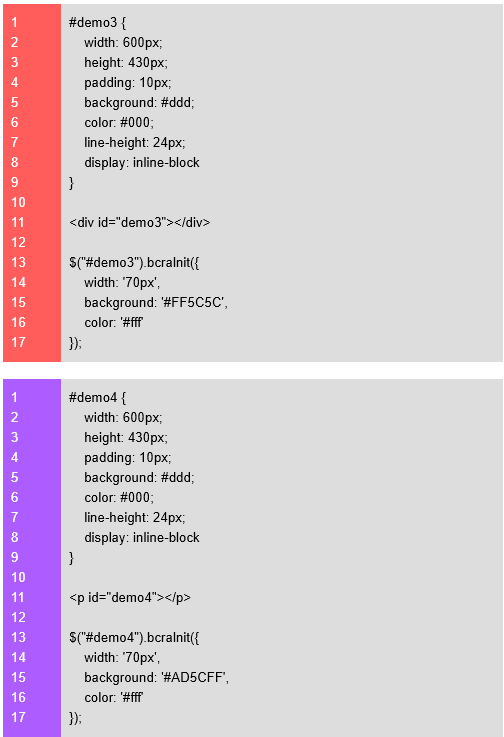 1 #demo3 {
2 width: 600px;
3 height: 430px;
4 padding: 10px;
5 background: #ddd;
6 color: #000;
7 line-height: 24px;
8 display: inline-block
9 }
10
11 <div id="demo3"></div>
12
13 $("#demo3").bcralnit({
14 width: '70px',
15 background: '#FF5C5C',
16 color: '#fff'
17 });
1 #demo4 {
2 width: 600px;
3 height: 430px;
4 padding: 10px;
5 background: #ddd;
6 color: #000;
7 line-height: 24px;
8 display: inline-block
9 }
10
11 <p id="demo4"></p>
12
13 $("#demo4").bcralnit({
14 width: '70px',
15 background: '#AD5CFF',
16 color: '#fff'
17 });